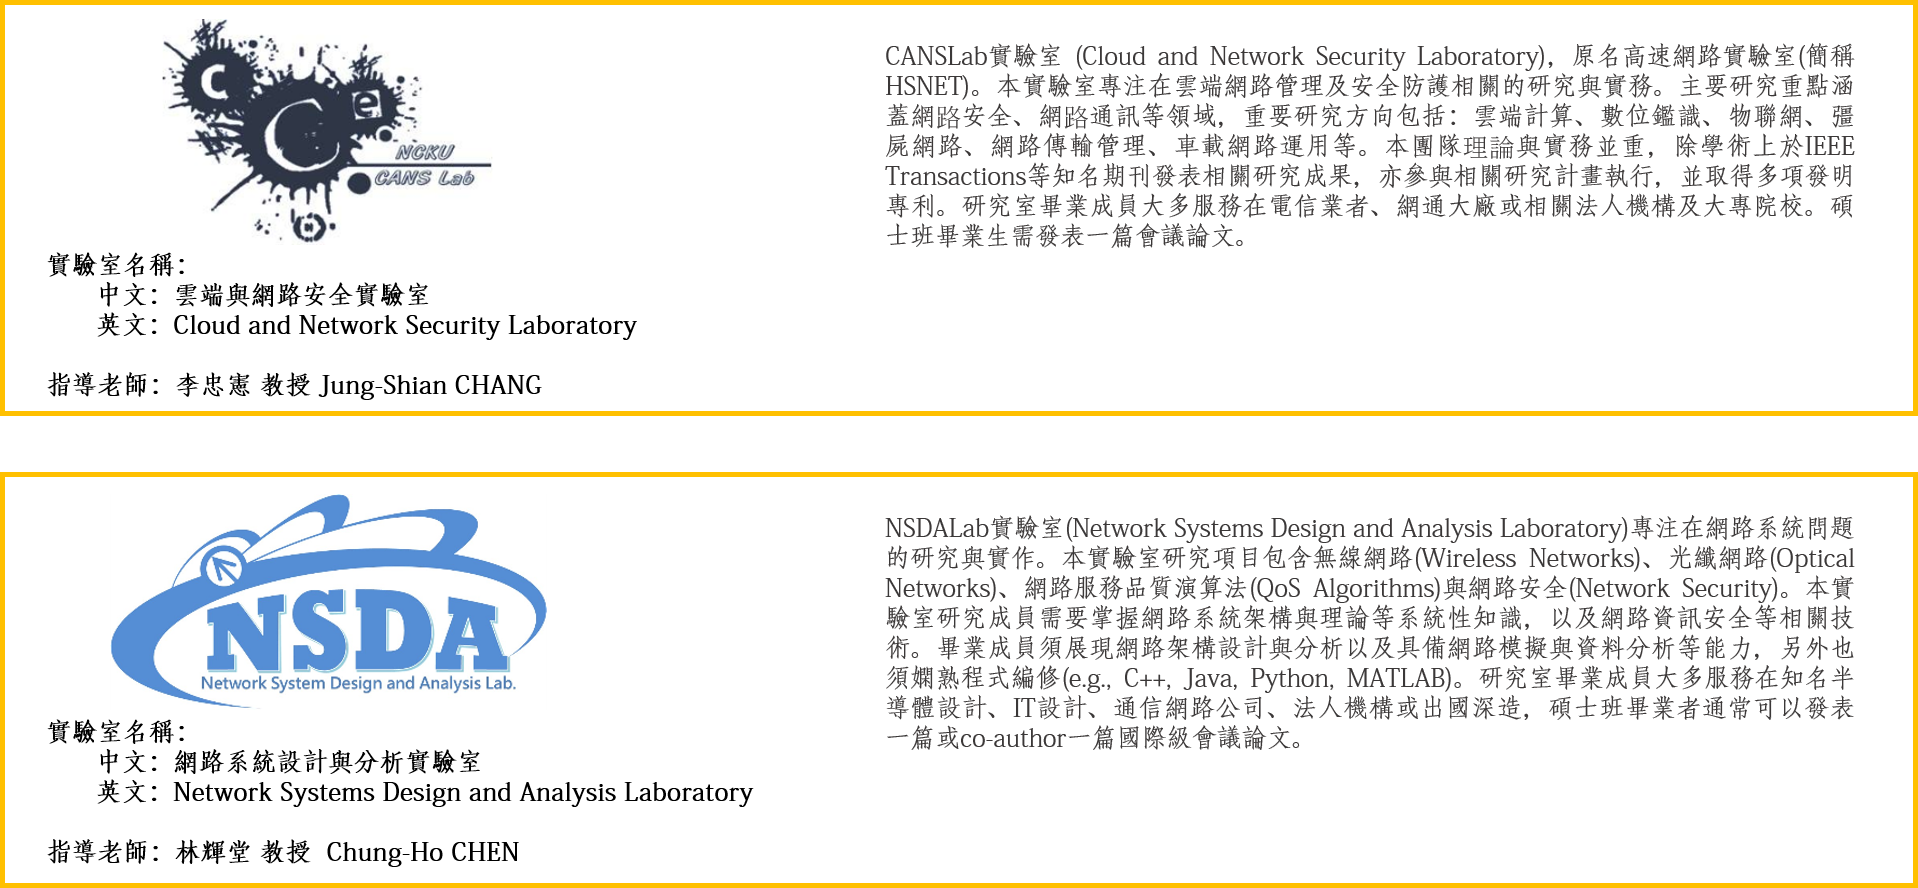 C
C
e
NCKU
CANS Lab
實驗室名稱：
中文：雲端與網路安全實驗室
英文：Cloud and Network Security Laboratory
指導老師：李忠憲 教授 Jung-Shian CHANG
CANSLab實驗室 (Cloud and Network Security Laboratory)，原名高速網路實驗室(簡稱
HSNET)。本實驗室專注在雲端網路管理及安全防護相關的研究與實務。主要研究重點涵
蓋網路安全、網路通訊等領域，重要研究方向包括：雲端計算、數位鑑識、物聯網、殭
屍網路、網路傳輸管理、車載網路運用等。本團隊理論與實務並重，除學術上於IEEE
Transactions等知名期刊發表相關研究成果，亦參與相關研究計畫執行，並取得多項發明
專利。研究室畢業成員大多服務在電信業者、網通大廠或相關法人機構及大專院校。碩
士班畢業生需發表一篇會議論文。
NSDA
Network System Design and Analysis Lab.
實驗室名稱：
中文：網路系統設計與分析實驗室
英文：Network Systems Design and Analysis Laboratory
指導老師：林輝堂 教授 Chung-Ho CHEN
NSDALab實驗室(Network Systems Design and Analysis Laboratory)專注在網路系統問題
的研究與實作。本實驗室研究項目包含無線網路(Wireless Networks)、光纖網路(Optical
Networks)、網路服務品質演算法(QoS Algorithms)與網路安全(Network Security)。本實
驗室研究成員需要掌握網路系統架構與理論等系統性知識，以及網路資訊安全等相關技
術。畢業成員須展現網路架構設計與分析以及具備網路模擬與資料分析等能力，另外也
須嫻熟程式編修(e.g., C++, Java, Python, MATLAB)。研究室畢業成員大多服務在知名半
導體設計、IT設計、通信網路公司、法人機構或出國深造，碩士班畢業者通常可以發表
一篇或co-author一篇國際級會議論文。